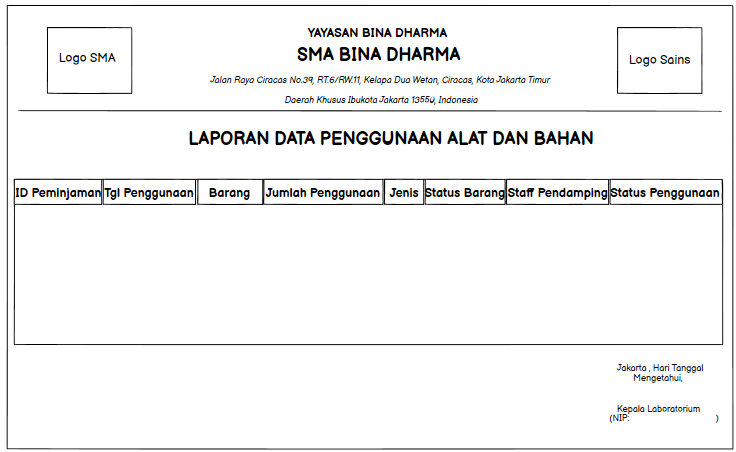 YAYASAN BINA DHARMA
Logo SMA
SMA BINA DHARMA
Logo Sains
Jalan Raya Ciracas No.39, RT.6/RW.11, Kelapa Dua Wetan, Ciracas, Kota Jakarta Timur
Daerah Khusus Ibukota Jakarta 13550, Indonesia
LAPORAN DATA PENGGUNAAN ALAT DAN BAHAN
ID Peminjaman Tgl Penggunaan Barang Jumlah Penggunaan Jenis Status Barang Staff Pendamping Status Penggunaan
Jakarta , Hari Tanggal
Mengetahui,
Kepala Laboratorium
(NIP: )